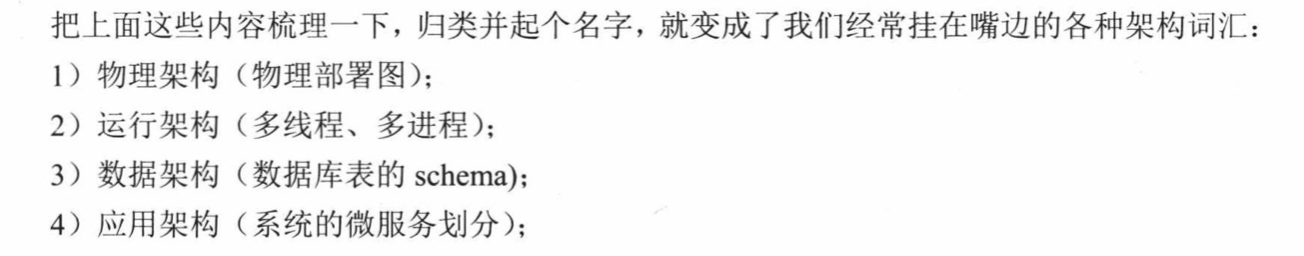 把上面这些内容梳理一下，归类并起个名字，就变成了我们经常挂在嘴边的各种架构词汇：
1）物理架构（物理部署图）；
2）运行架构（多线程、多进程）；
3）数据架构（数据库表的 schema)；
4）应用架构（系统的微服务划分）；